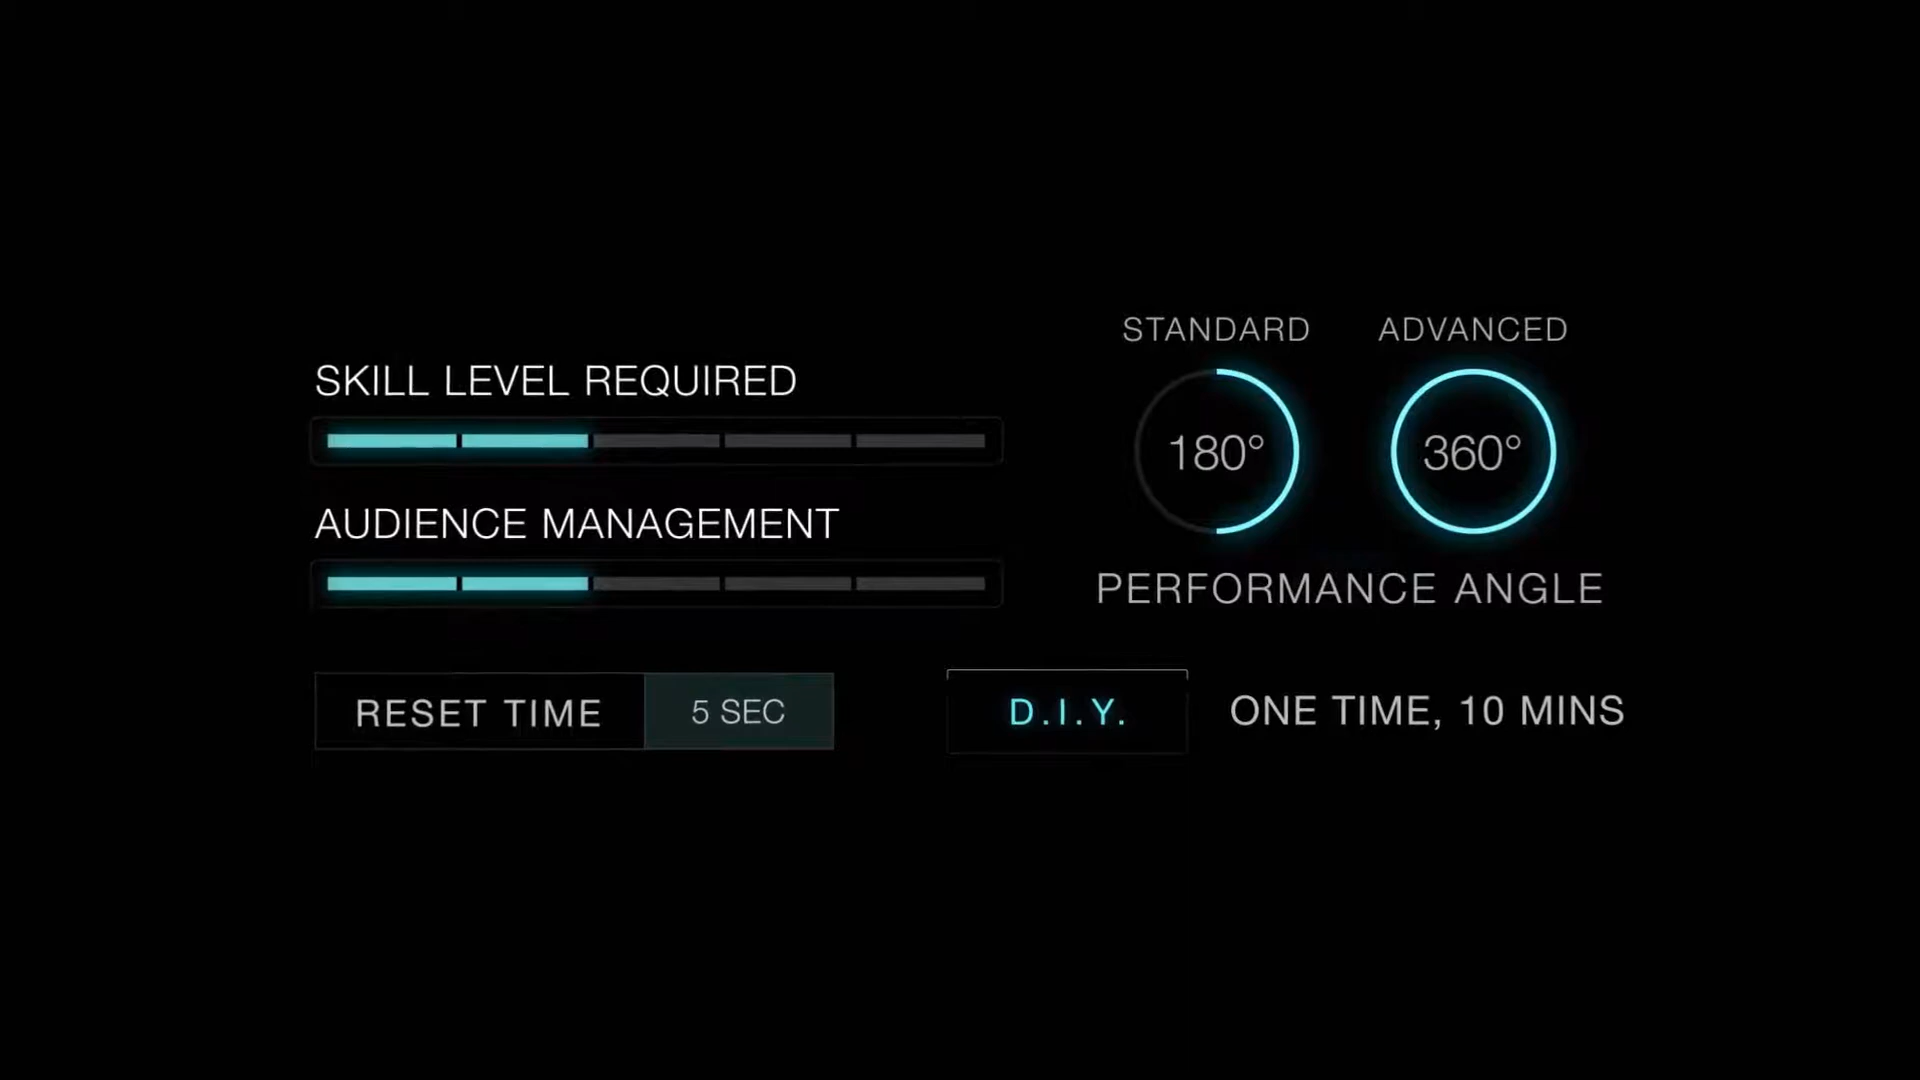 SKILL LEVEL REQUIRED
AUDIENCE MANAGEMENT
RESET TIME 5 SEC
STANDARD ADVANCED
180° 360°
PERFORMANCE ANGLE
D.I.Y. ONE TIME, 10 MINS